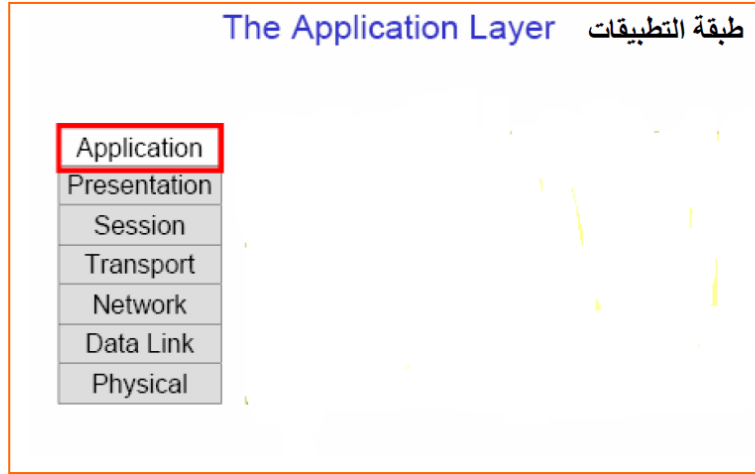 The Application Layer طبقة التطبيقات
Application
Presentation
Session
Transport
Network
Data Link
Physical